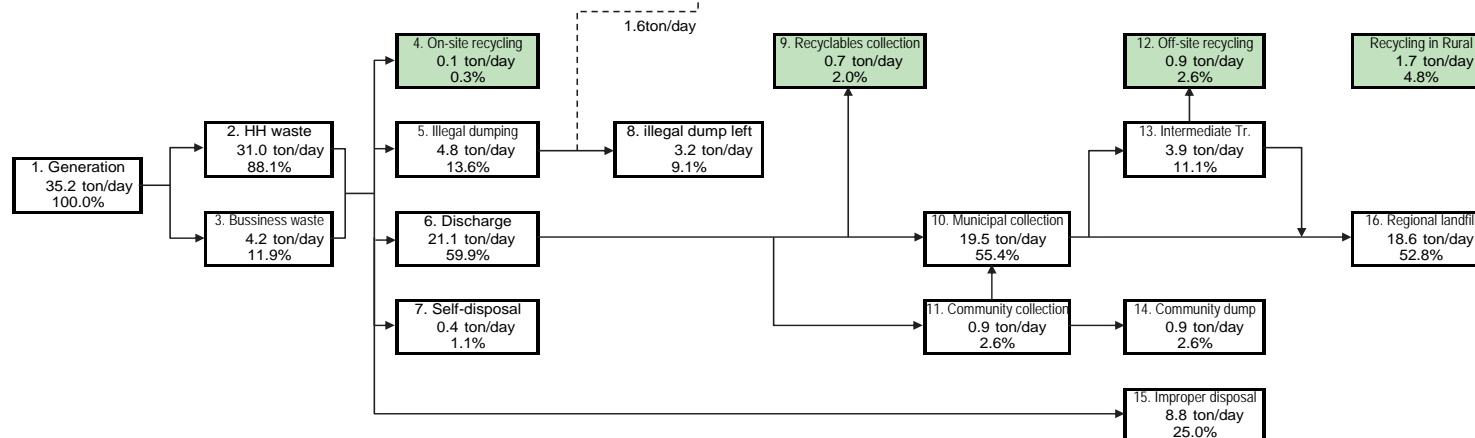 1.6ton/day
4. On-site recycling
0.1 ton/day
0.3%
9. Recyclables collection
0.7 ton/day
2.0%
12. Off-site recycling
0.9 ton/day
2.6%
Recycling in Rural
1.7 ton/day
4.8%
2. HH waste
31.0 ton/day
88.1%
5. Illegal dumping
4.8 ton/day
13.6%
8. illegal dump left
3.2 ton/day
9.1%
13. Intermediate Tr.
3.9 ton/day
11.1%
1. Generation
35.2 ton/day
100.0%
3. Bussiness waste
4.2 ton/day
11.9%
6. Discharge
21.1 ton/day
59.9%
10. Municipal collection
19.5 ton/day
55.4%
16. Regional landfil
18.6 ton/day
52.8%
7. Self-disposal
0.4 ton/day
1.1%
11. Community collection
0.9 ton/day
2.6%
14. Community dump
0.9 ton/day
2.6%
15. Improper disposal
8.8 ton/day
25.0%